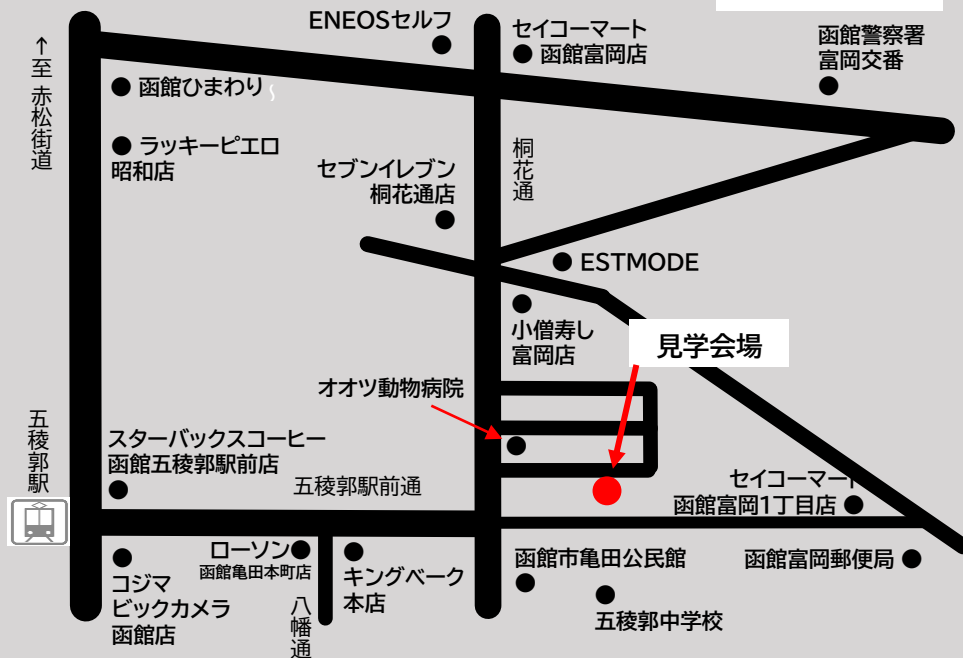 ENEOSセルフ
セイコーマート
函館富岡店
函館警察署
富岡交番
↑至 赤松街道
函館ひまわり
ラッキーピエロ
昭和店
桐花通
セブンイレブン
桐花通店
ESTMODE
小僧寿し
富岡店
見学会場
オオツ動物病院
五稜郭駅
スターバックスコーヒー
函館五稜郭駅前店
五稜郭駅前通
セイコーマート
函館富岡1丁目店
ローソン
函館亀田本町店
コジマ
ビックカメラ
函館店
八幡通
キングベーク
本店
函館市亀田公民館
五稜郭中学校
函館富岡郵便局